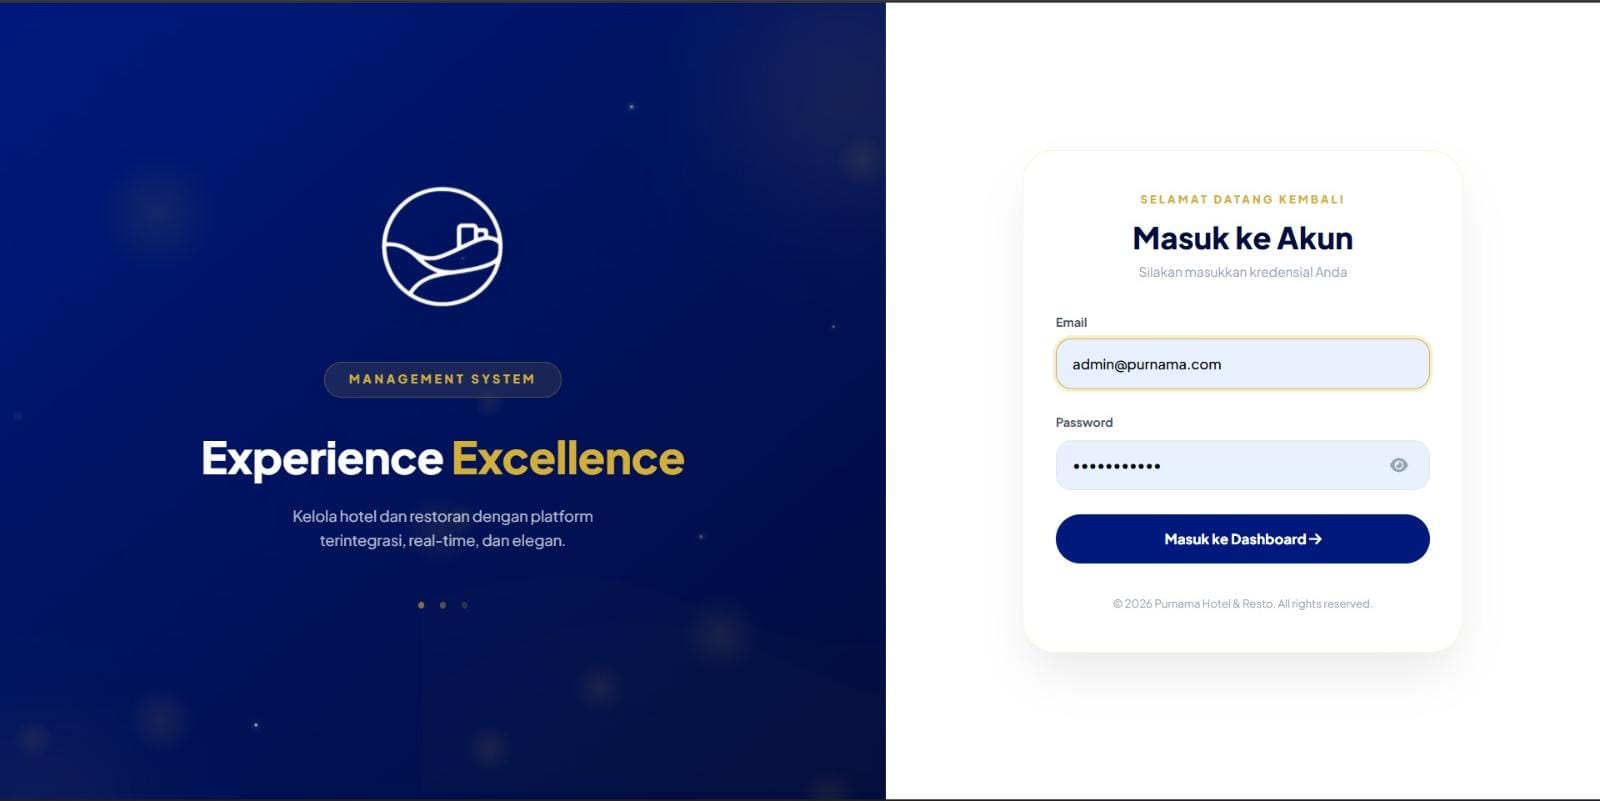 MANAGEMENT SYSTEM
Experience Excellence
Kelola hotel dan restoran dengan platform
terintegrasi, real-time, dan elegan.
SELAMAT DATANG KEMBALI
Masuk ke Akun
Silakan masukkan kredensial Anda
Email
admin@purnama.com
Password
•••••••••••
Masuk ke Dashboard →
© 2026 Purnama Hotel & Resto. All rights reserved.